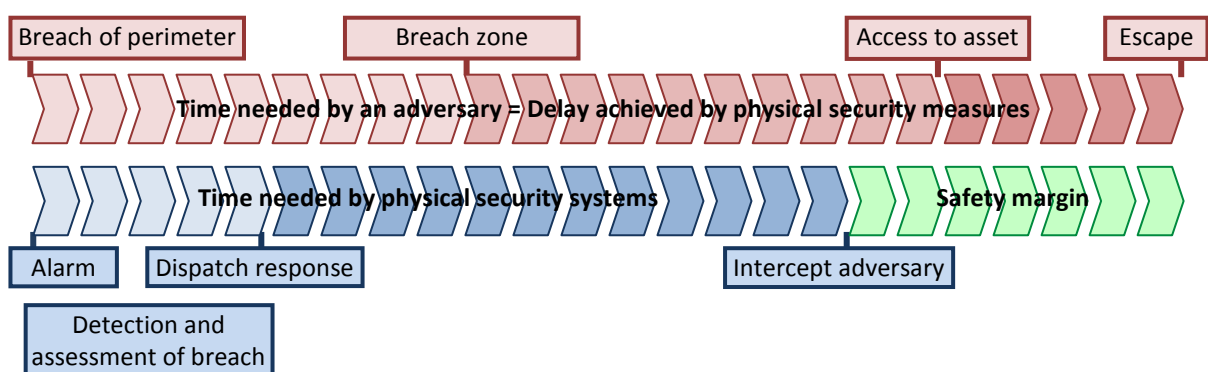 Breach of perimeter
Breach zone
Access to asset
Escape
Time needed by an adversary = Delay achieved by physical security measures
Time needed by physical security systems
Safety margin
Alarm
Dispatch response
Intercept adversary
Detection and
assessment of breach